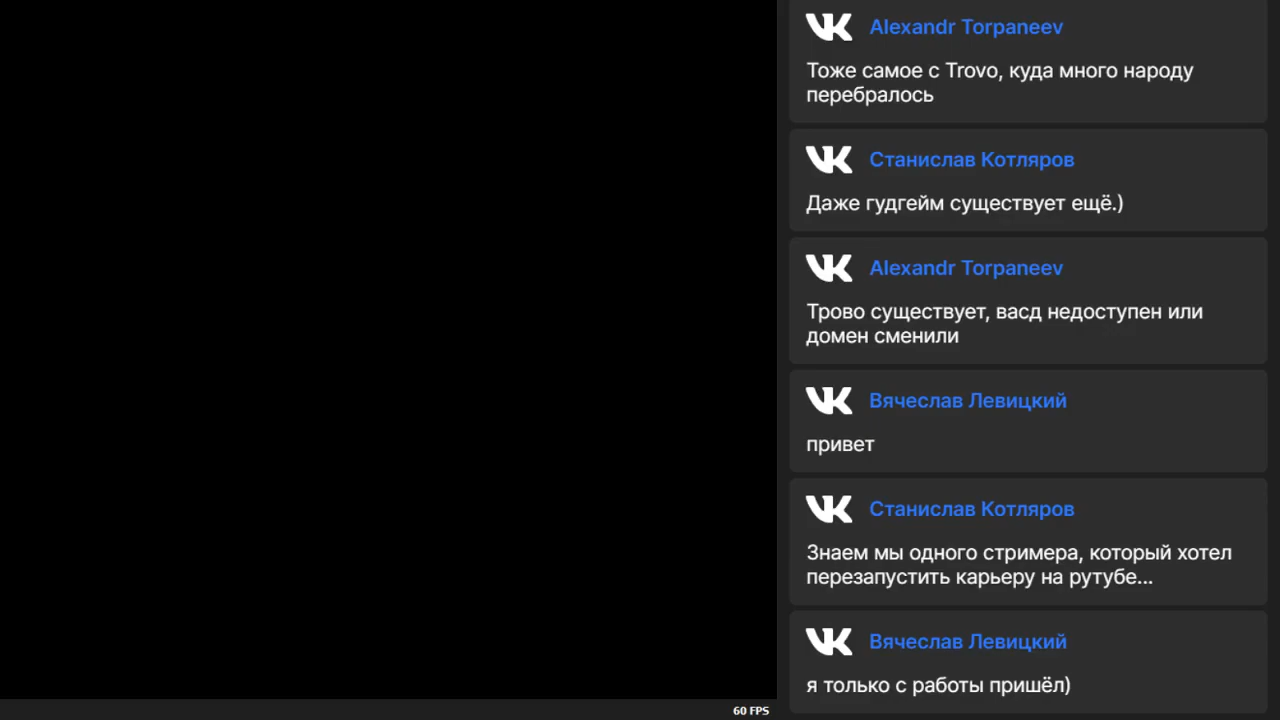 Alexandr Torpaneev
Тоже самое с Trovo, куда много народу
перебралось
Станислав Котляров
Даже гудгейм существует ещё.)
Alexandr Torpaneev
Трово существует, васд недоступен или
домен сменили
Вячеслав Левицкий
привет
Станислав Котляров
Знаем мы одного стримера, который хотел
перезапустить карьеру на рутубе...
Вячеслав Левицкий
я только с работы пришёл)
60 FPS